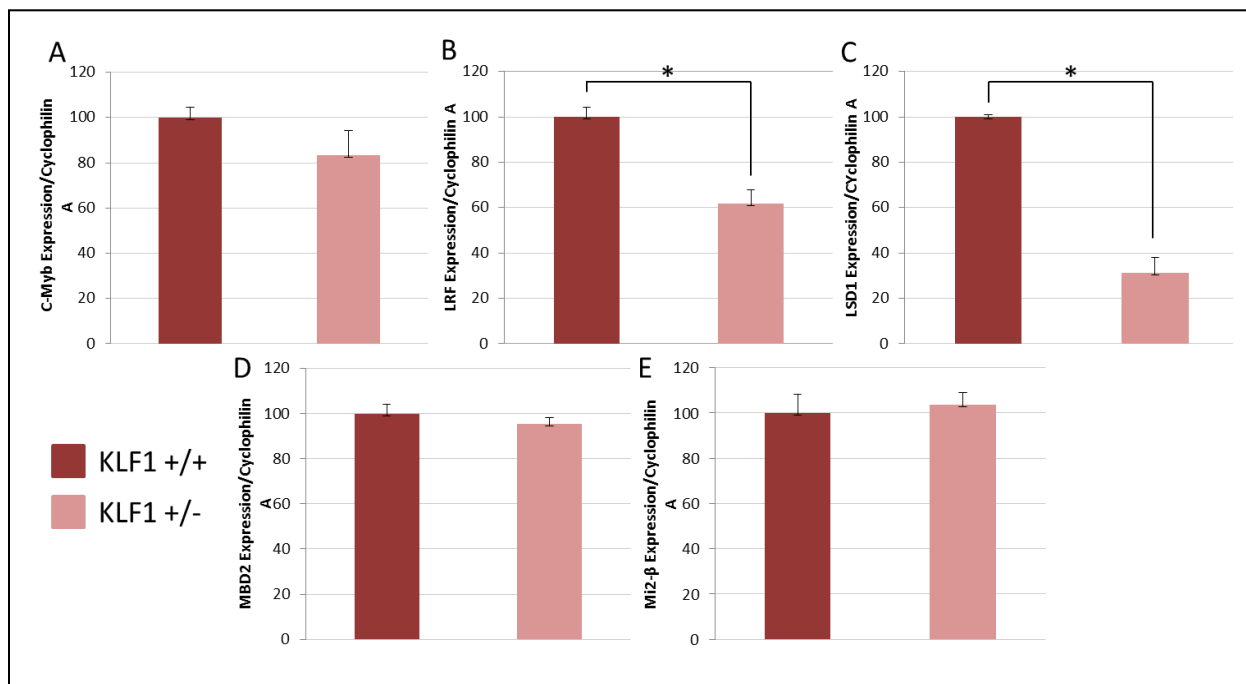 A
C-Myb Expression/Cyclophilin
A
120
100
80
60
40
20
0
B
LRF Expression/Cyclophilin A
120
100
80
60
40
20
0
*
C
LSD1 Expression/CYclophilin A
120
100
80
60
40
20
0
*
D
MBD2 Expression/Cyclophilin
A
120
100
80
60
40
20
0
E
Mi2-β Expression/Cyclophilin
A
120
100
80
60
40
20
0
KLF1 +/+
KLF1 +/-